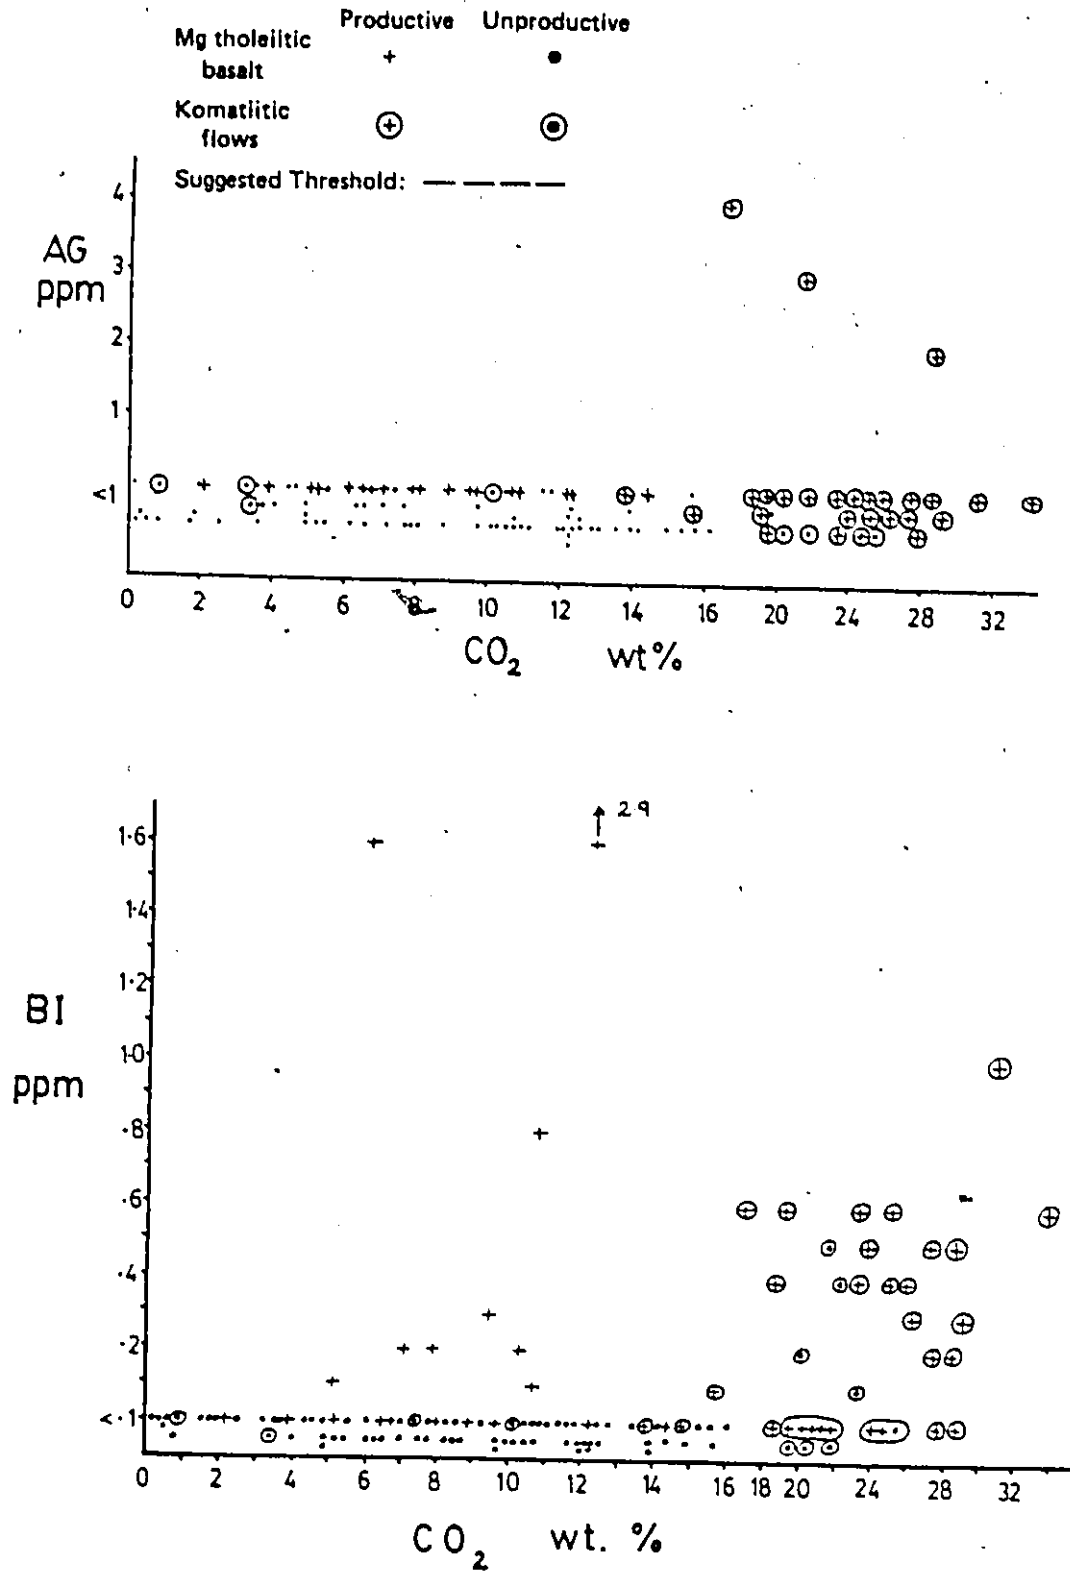 Productive Unproductive
Mg tholeiitic
basalt
Komatiitic
flows
Suggested Threshold:
AG
ppm
4
3
2
1
<1
0 2 4 6 8 10 12 14 16 20 24 28 32
CO₂ wt%
2.9
BI
ppm
1.6
1.4
1.2
1.0
.8
.6
.4
.2
<.1
0 2 4 6 8 10 12 14 16 18 20 24 28 32
CO₂ wt. %